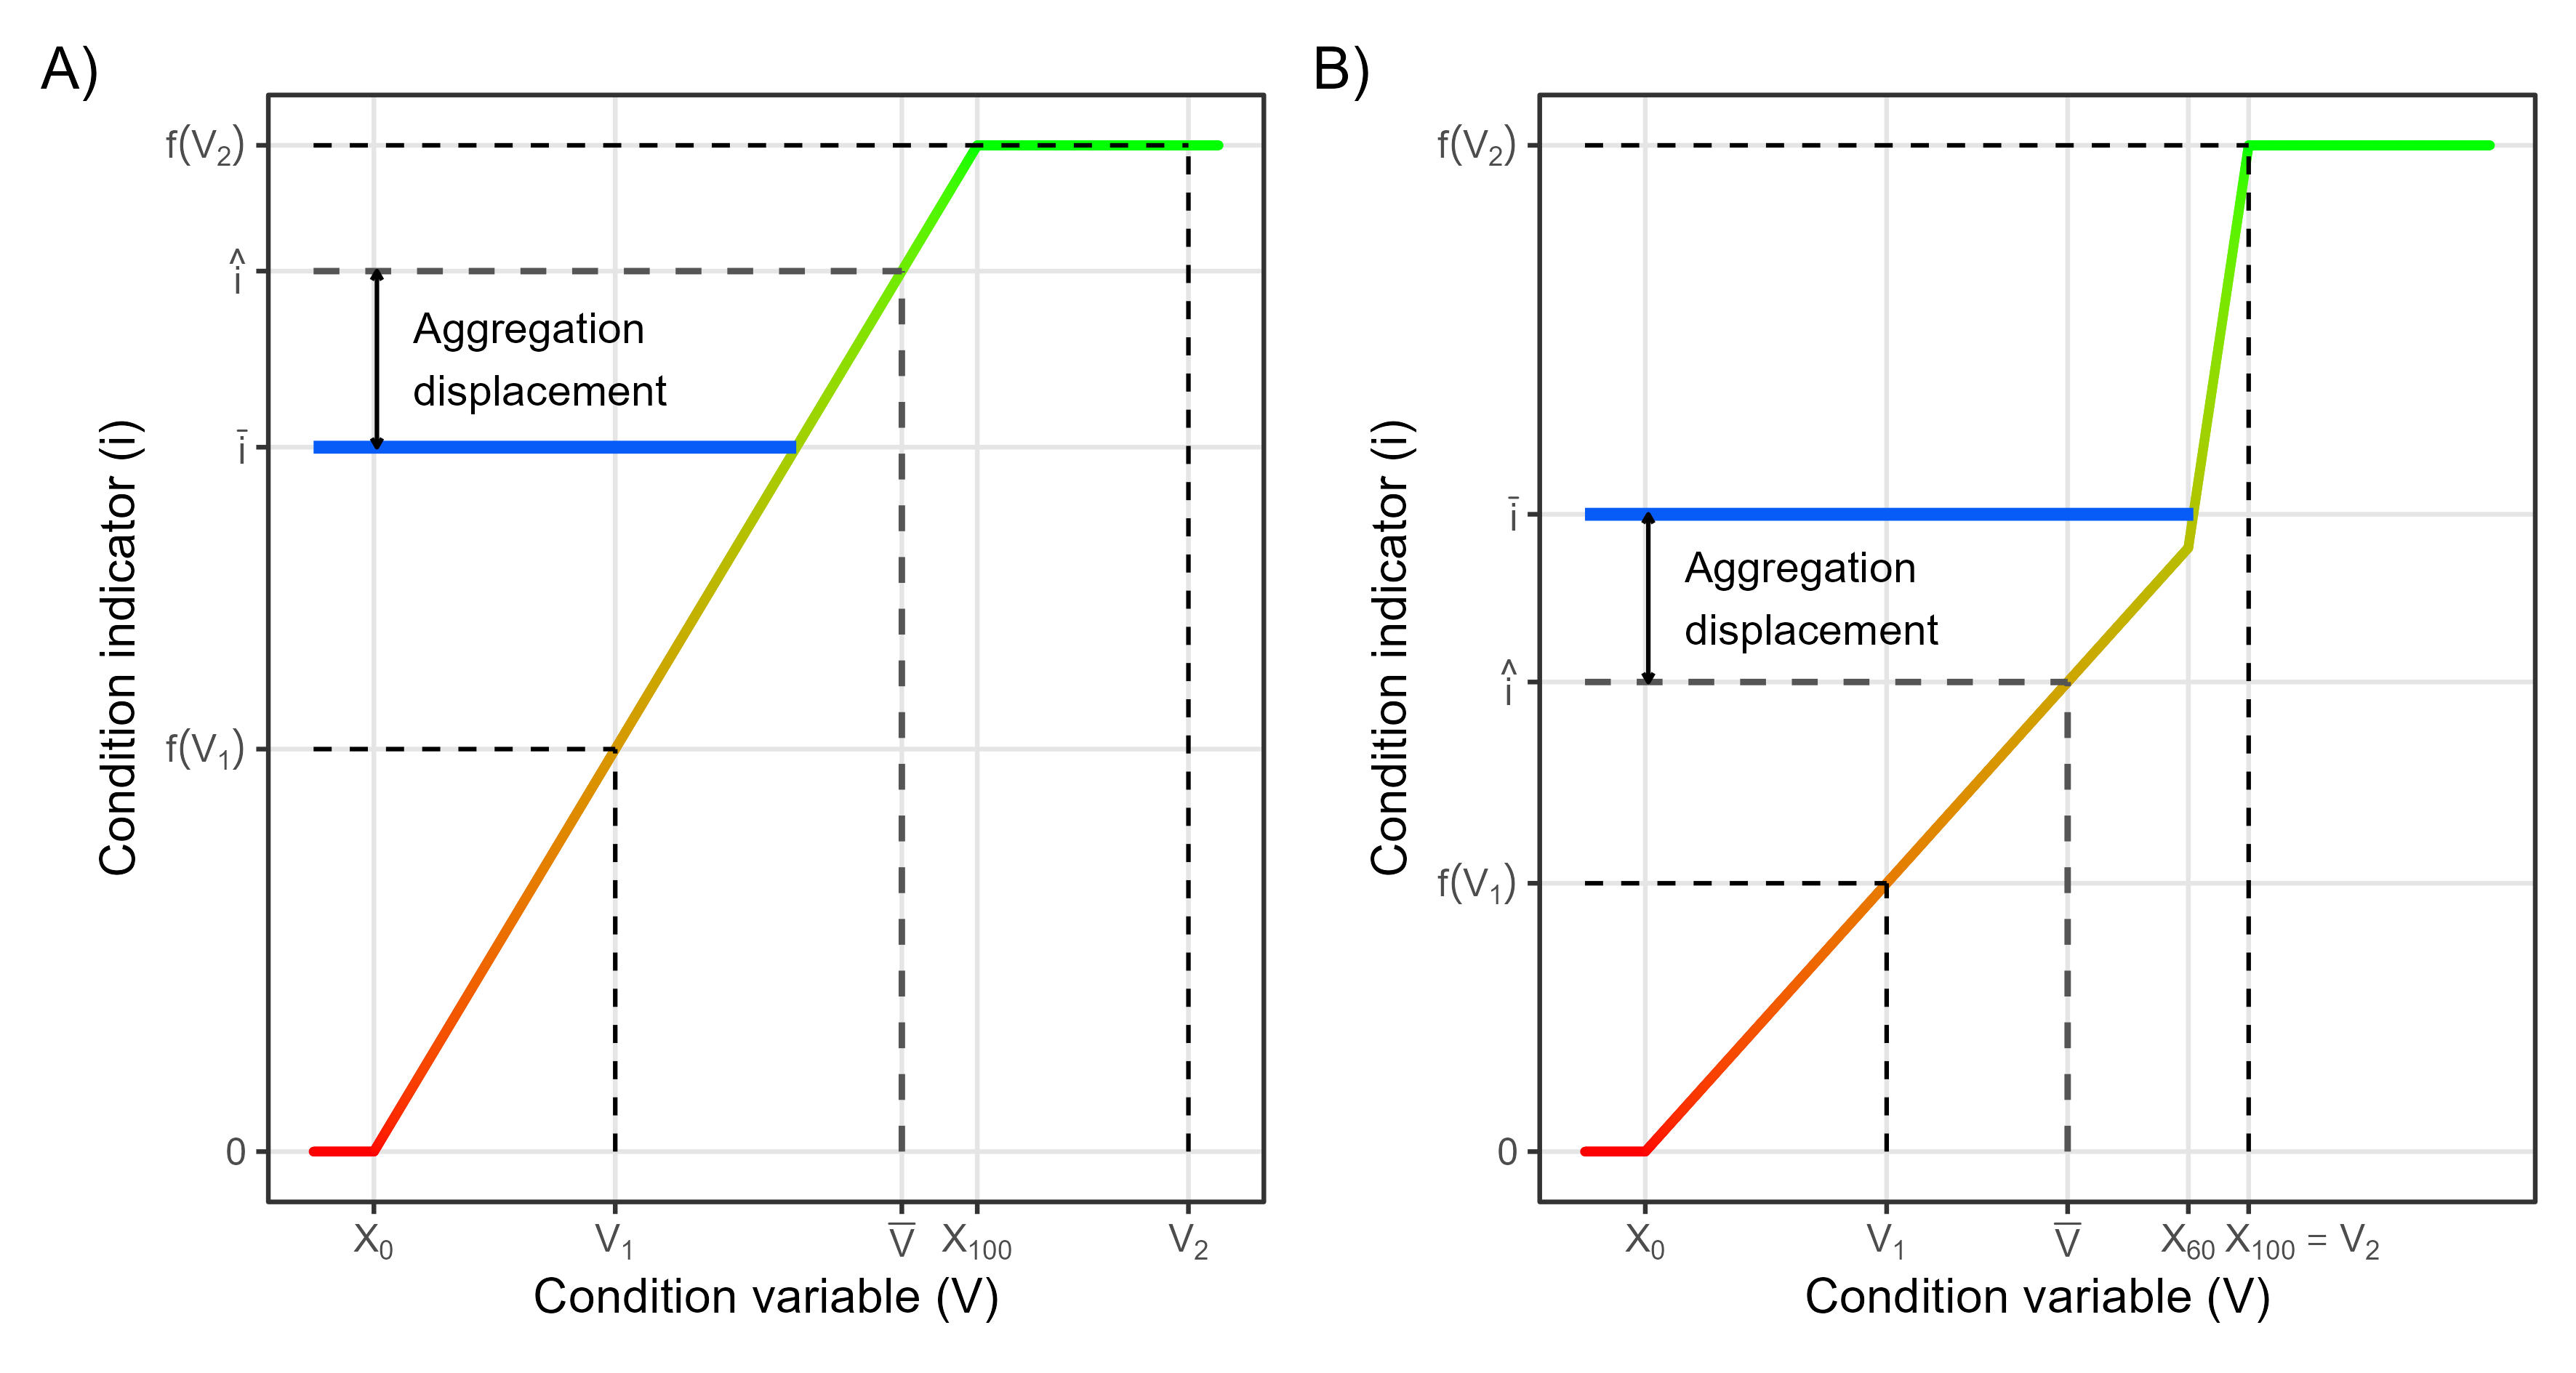 A)
f(V₂)
î
Aggregation
displacement
ī
f(V₁)
0
Condition indicator (i)
X₀ V₁ V̅ X₁₀₀ V₂
Condition variable (V)
B)
f(V₂)
ī
Aggregation
displacement
î
f(V₁)
0
Condition indicator (i)
X₀ V₁ V̅ X₆₀ X₁₀₀ = V₂
Condition variable (V)